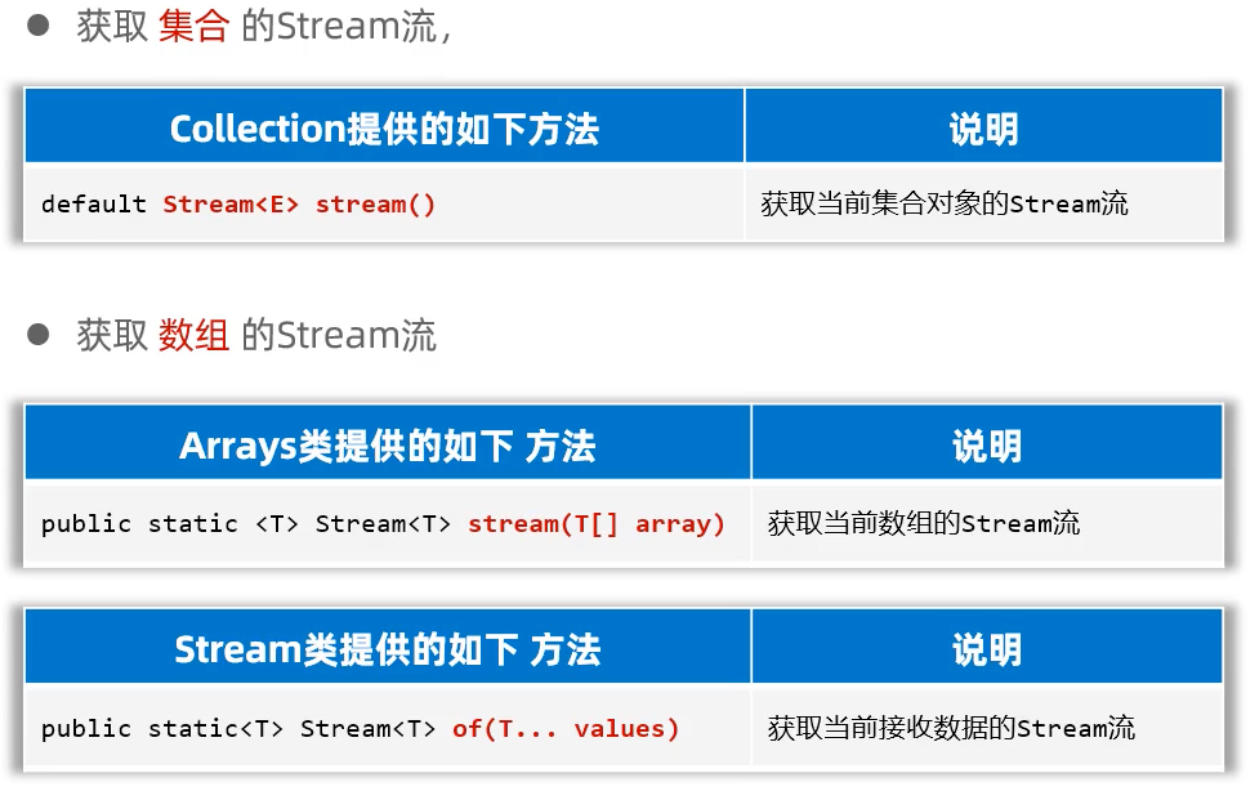 ● 获取 集合 的Stream流，
Collection提供的如下方法 说明
default Stream<E> stream() 获取当前集合对象的Stream流
● 获取 数组 的Stream流
Arrays类提供的如下 方法 说明
public static <T> Stream<T> stream(T[] array) 获取当前数组的Stream流
Stream类提供的如下 方法 说明
public static<T> Stream<T> of(T... values) 获取当前接收数据的Stream流